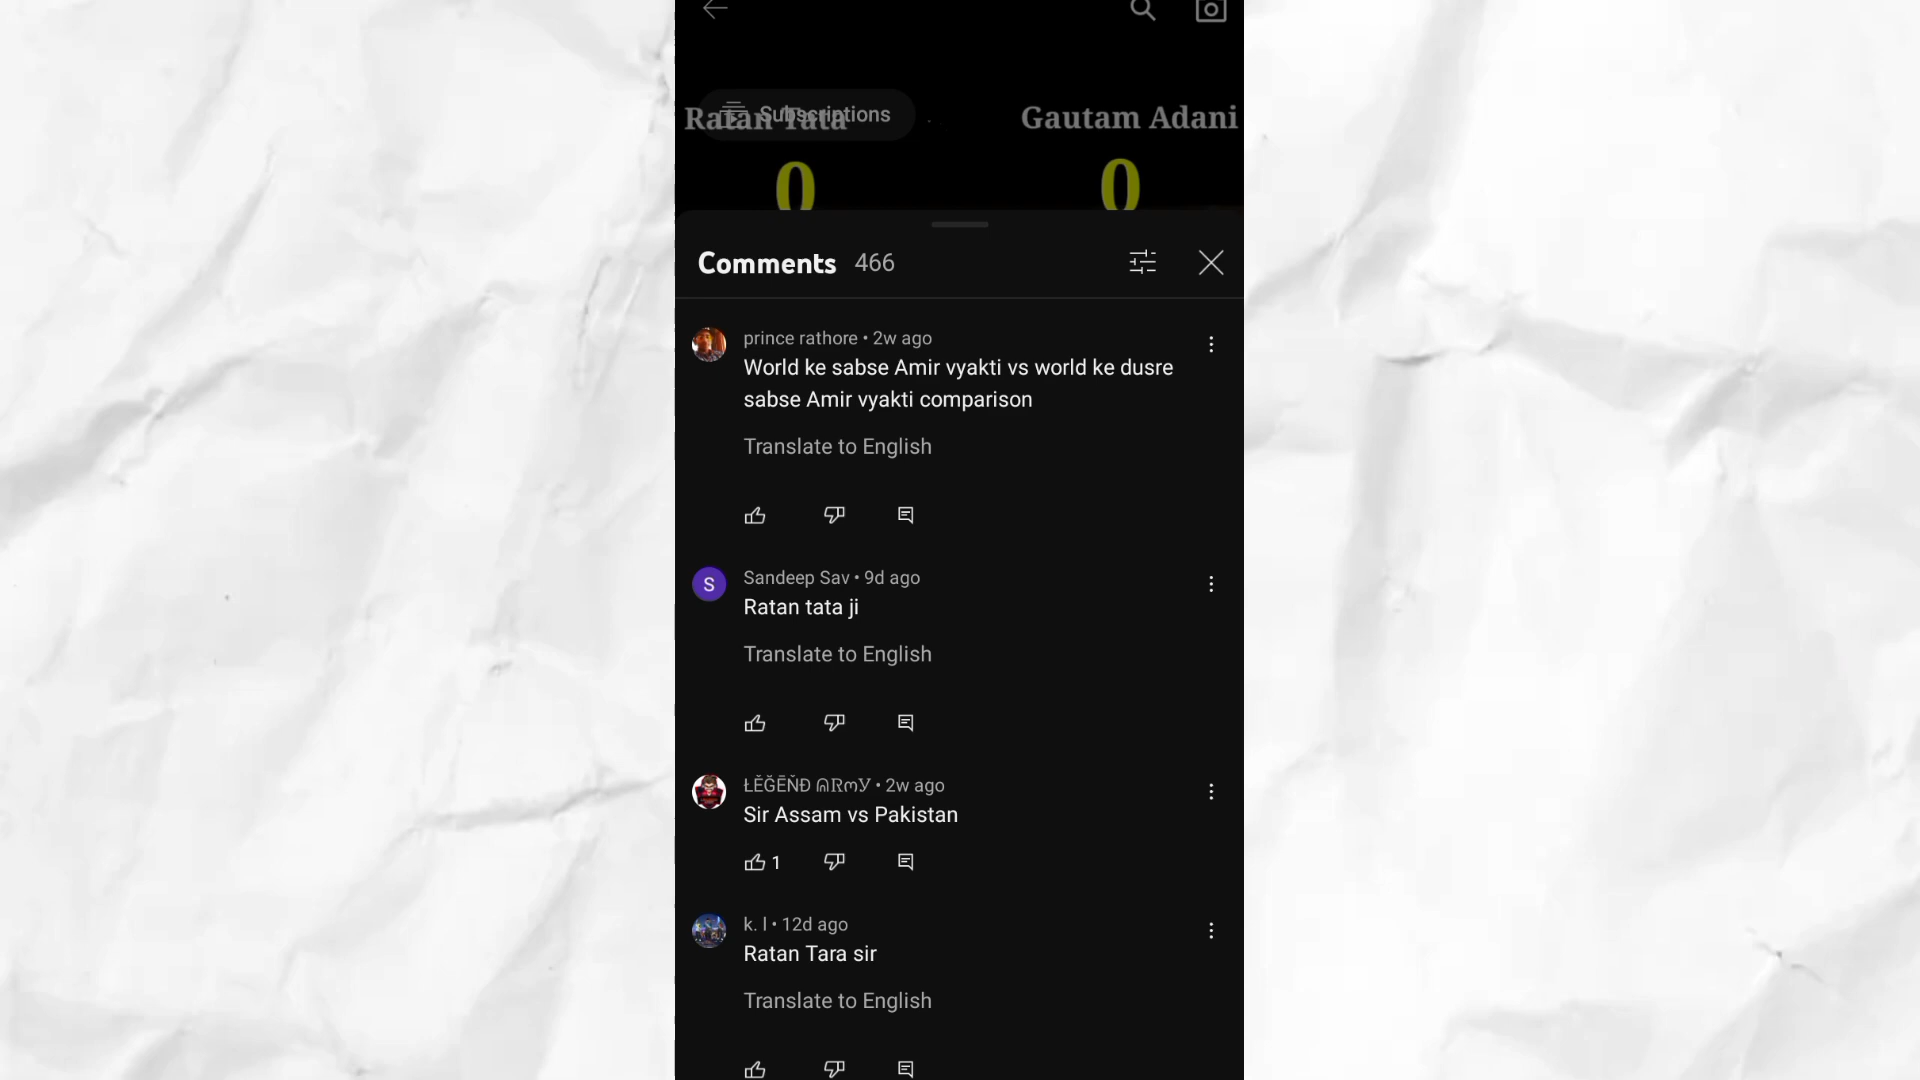 Ratan Tata
Subscriptions
Gautam Adani
0
0
Comments 466
prince rathore • 2w ago
World ke sabse Amir vyakti vs world ke dusre
sabse Amir vyakti comparison
Translate to English
S
Sandeep Sav • 9d ago
Ratan tata ji
Translate to English
ŁĚĞĒŇĐ ᗩRოУ • 2w ago
Sir Assam vs Pakistan
1
k. l • 12d ago
Ratan Tara sir
Translate to English